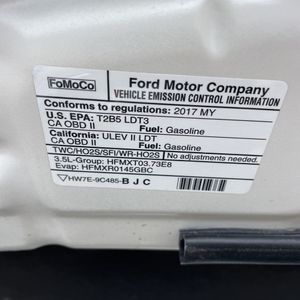 FoMoCo
Ford Motor Company
VEHICLE EMISSION CONTROL INFORMATION
Conforms to regulations: 2017 MY
U.S. EPA: T2B5 LDT3
CA OBD II Fuel: Gasoline
California: ULEV II LDT
CA OBD II Fuel: Gasoline
TWC/HO2S/SFI/WR-HO2S No adjustments needed.
3.5L-Group: HFMXT03.73E8
Evap: HFMXR0145GBC
HW7E-9C485-B J C